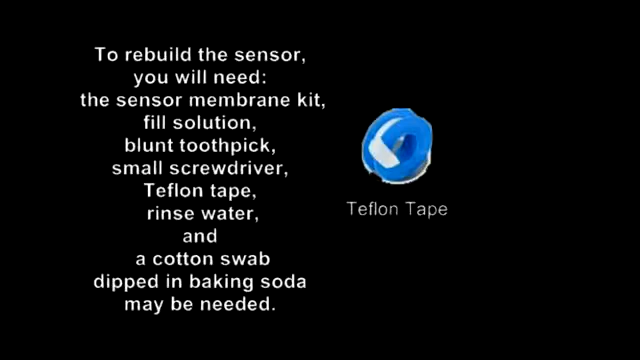 To rebuild the sensor,
you will need:
the sensor membrane kit,
fill solution,
blunt toothpick,
small screwdriver,
Teflon tape,
rinse water,
and
a cotton swab
dipped in baking soda
may be needed.
Teflon Tape